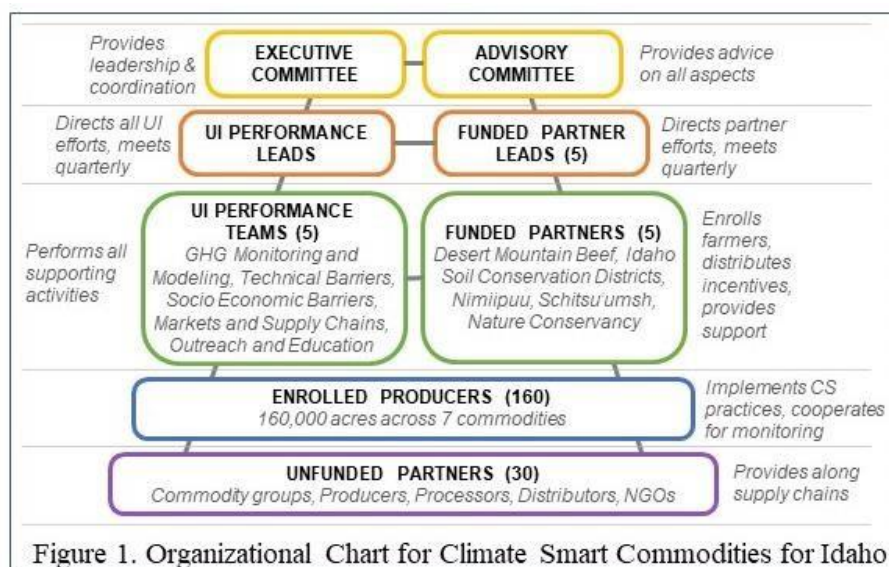 Provides
leadership &
coordination
EXECUTIVE
COMMITTEE
ADVISORY
COMMITTEE
Provides advice
on all aspects
Directs all UI
efforts, meets
quarterly
UI PERFORMANCE
LEADS
FUNDED PARTNER
LEADS (5)
Directs partner
efforts, meets
quarterly
Performs all
supporting
activities
UI PERFORMANCE
TEAMS (5)
GHG Monitoring and
Modeling, Technical Barriers,
Socio Economic Barriers,
Markets and Supply Chains,
Outreach and Education
FUNDED PARTNERS (5)
Desert Mountain Beef, Idaho
Soil Conservation Districts,
Nimiipuu, Schitsu'umsh,
Nature Conservancy
Enrolls
farmers,
distributes
incentives,
provides
support
ENROLLED PRODUCERS (160)
160,000 acres across 7 commodities
Implements CS
practices, cooperates
for monitoring
UNFUNDED PARTNERS (30)
Commodity groups, Producers, Processors, Distributors, NGOs
Provides along
supply chains
Figure 1. Organizational Chart for Climate Smart Commodities for Idaho